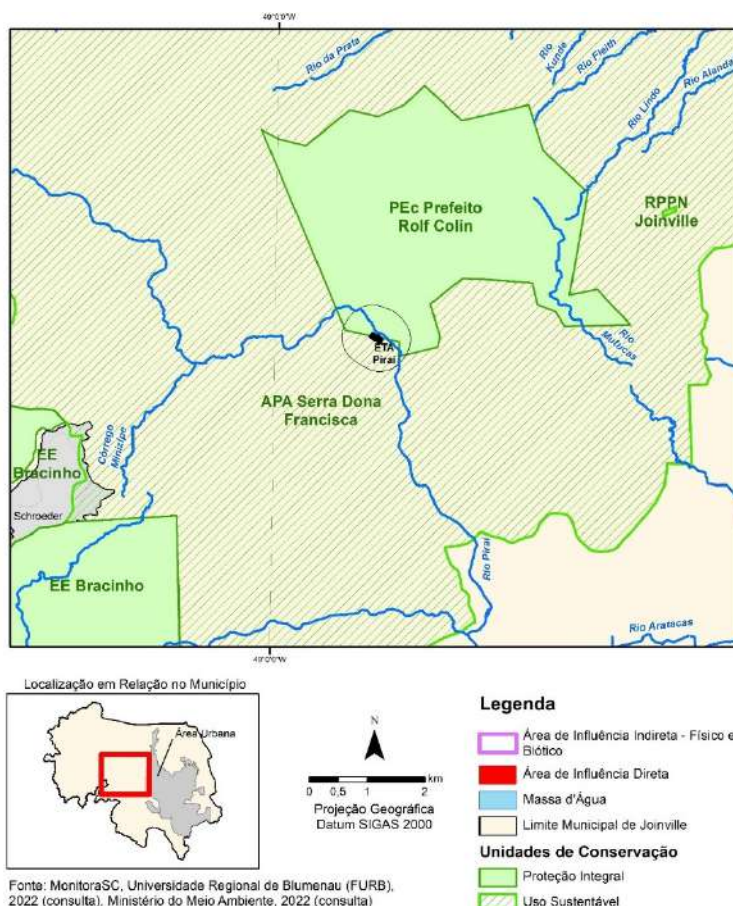 49°0'0"W
Rio da Prata
Rio
Kunde
Rio Fleith
Rio Lindo
Rio Alanda
PEc Prefeito
Rolf Colin
RPPN
Joinville
ETA
Piraí
Rio
Mutucas
APA Serra Dona
Francisca
Córrego
Minizipe
EE
Bracinho
Schroeder
EE Bracinho
Rio Piraí
Rio Aratacas
49°0'0"W
Localização em Relação no Município
Área Urbana
N
0 0,5 1 2
km
Projeção Geográfica
Datum SIGAS 2000
Legenda
Área de Influência Indireta - Físico e
Biótico
Área de Influência Direta
Massa d'Água
Limite Municipal de Joinville
Unidades de Conservação
Proteção Integral
Uso Sustentável
Fonte: MonitoraSC, Universidade Regional de Blumenau (FURB),
2022 (consulta), Ministério do Meio Ambiente, 2022 (consulta)